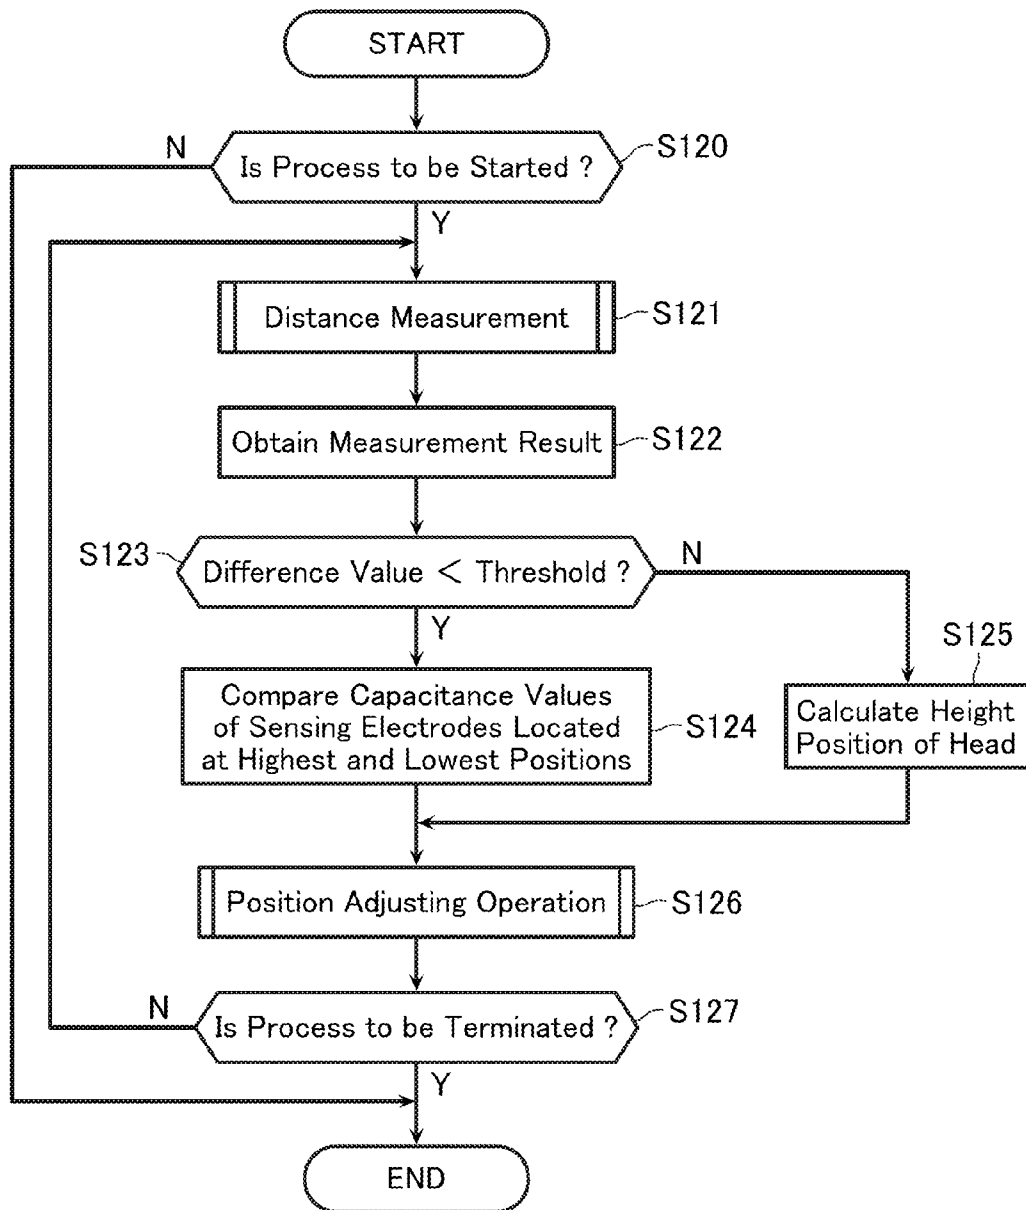 START
N
Is Process to be Started ?
S120
Y
Distance Measurement
S121
Obtain Measurement Result
S122
S123
Difference Value < Threshold ?
N
Y
S125
Compare Capacitance Values
of Sensing Electrodes Located
at Highest and Lowest Positions
S124
Calculate Height
Position of Head
Position Adjusting Operation
S126
N
Is Process to be Terminated ?
S127
Y
END